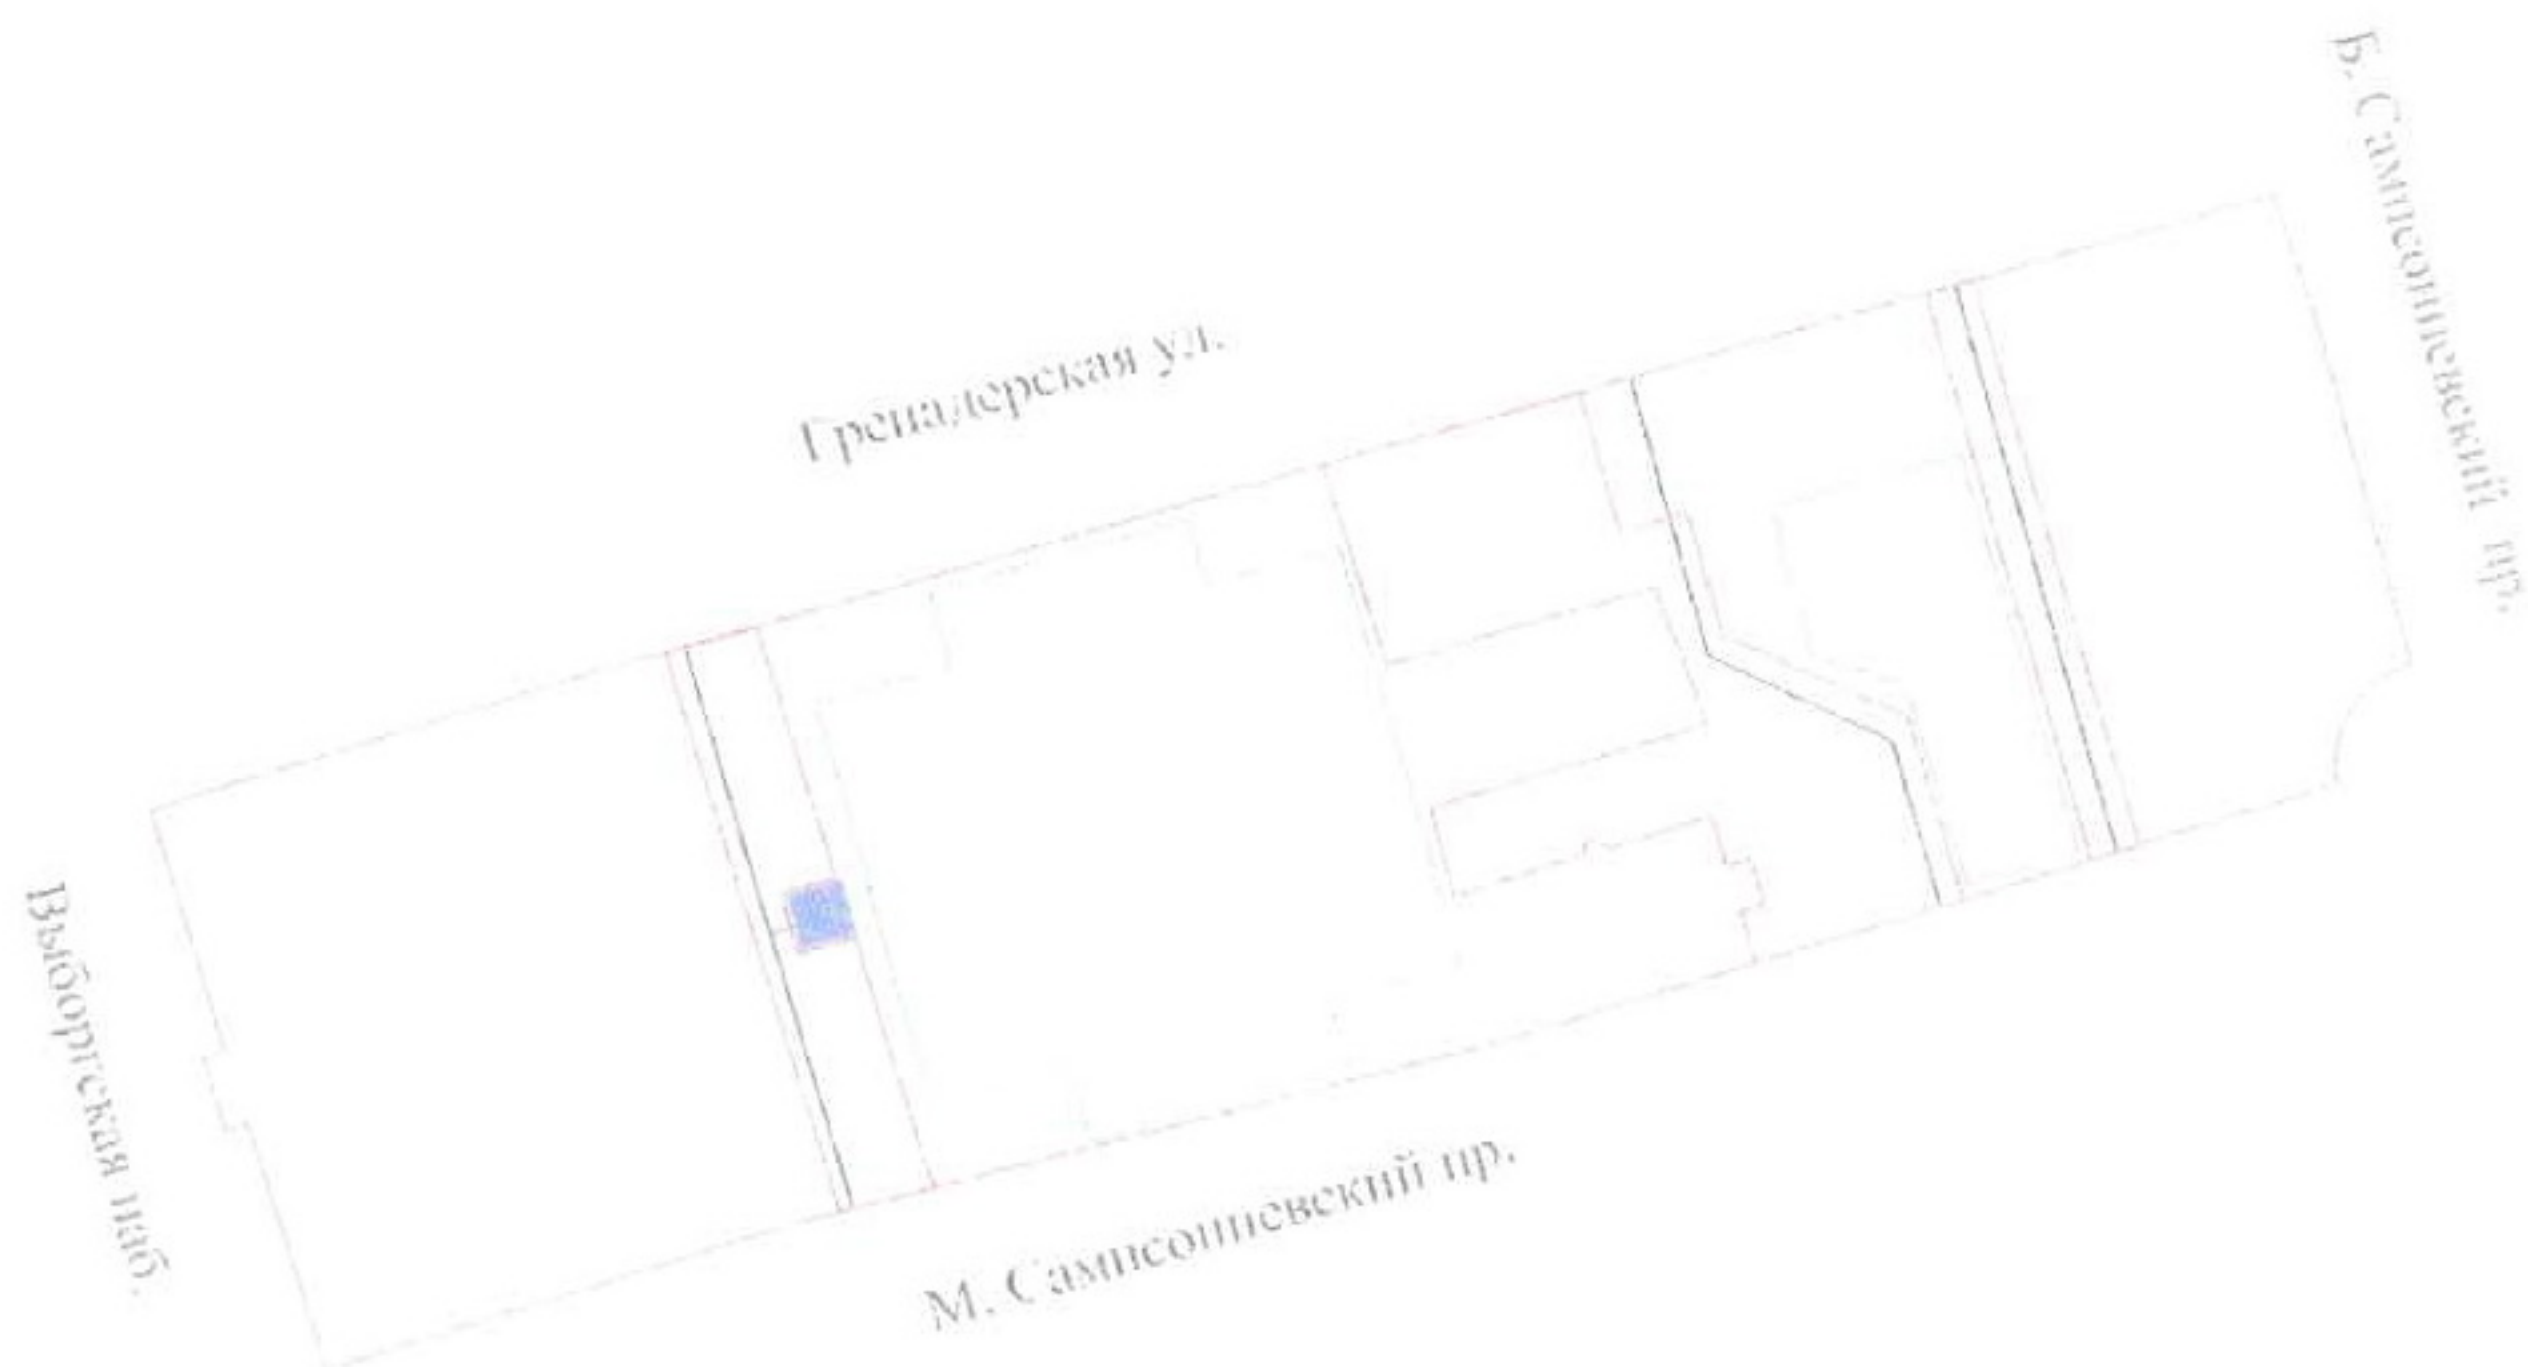 Б. Сампсониевский пр.
Гренадерская ул.
Выборгская наб.
М. Сампсониевский пр.